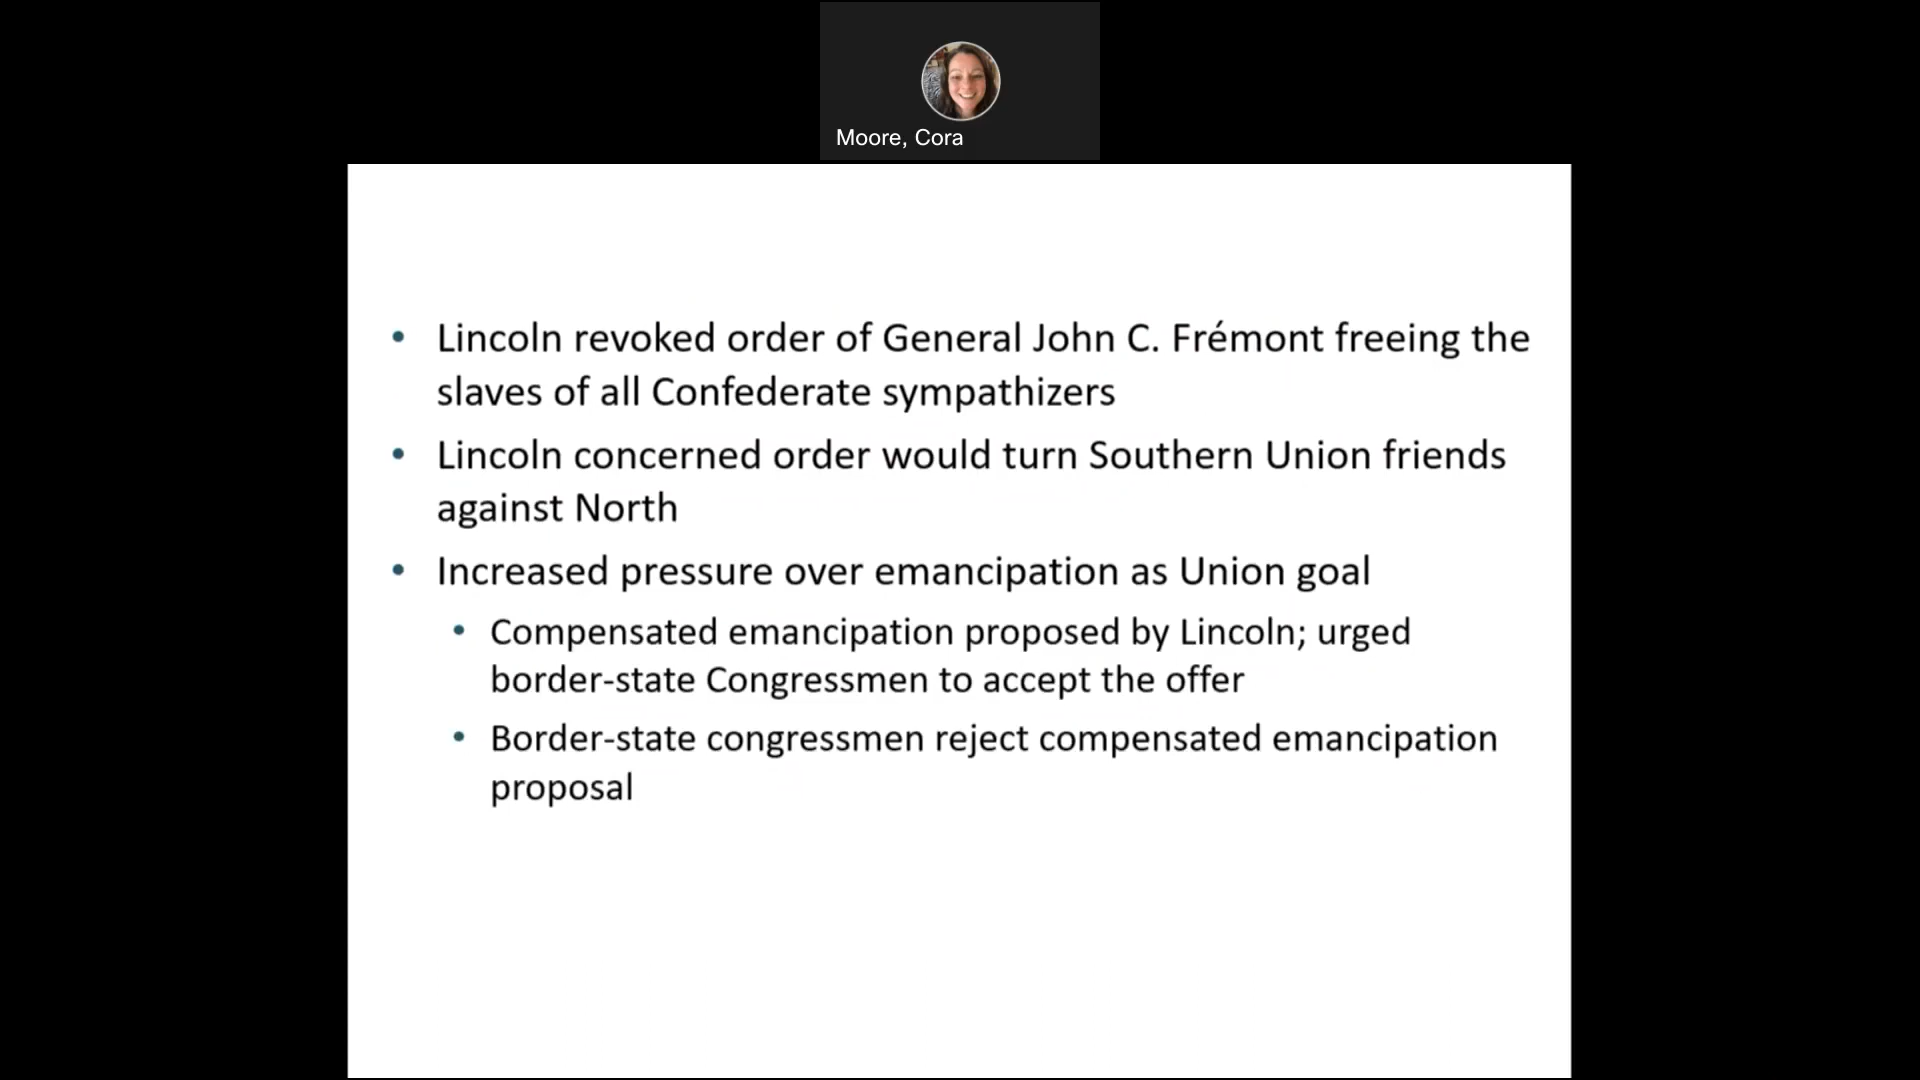 Moore, Cora
• Lincoln revoked order of General John C. Frémont freeing the
slaves of all Confederate sympathizers
• Lincoln concerned order would turn Southern Union friends
against North
• Increased pressure over emancipation as Union goal
• Compensated emancipation proposed by Lincoln; urged
border-state Congressmen to accept the offer
• Border-state congressmen reject compensated emancipation
proposal